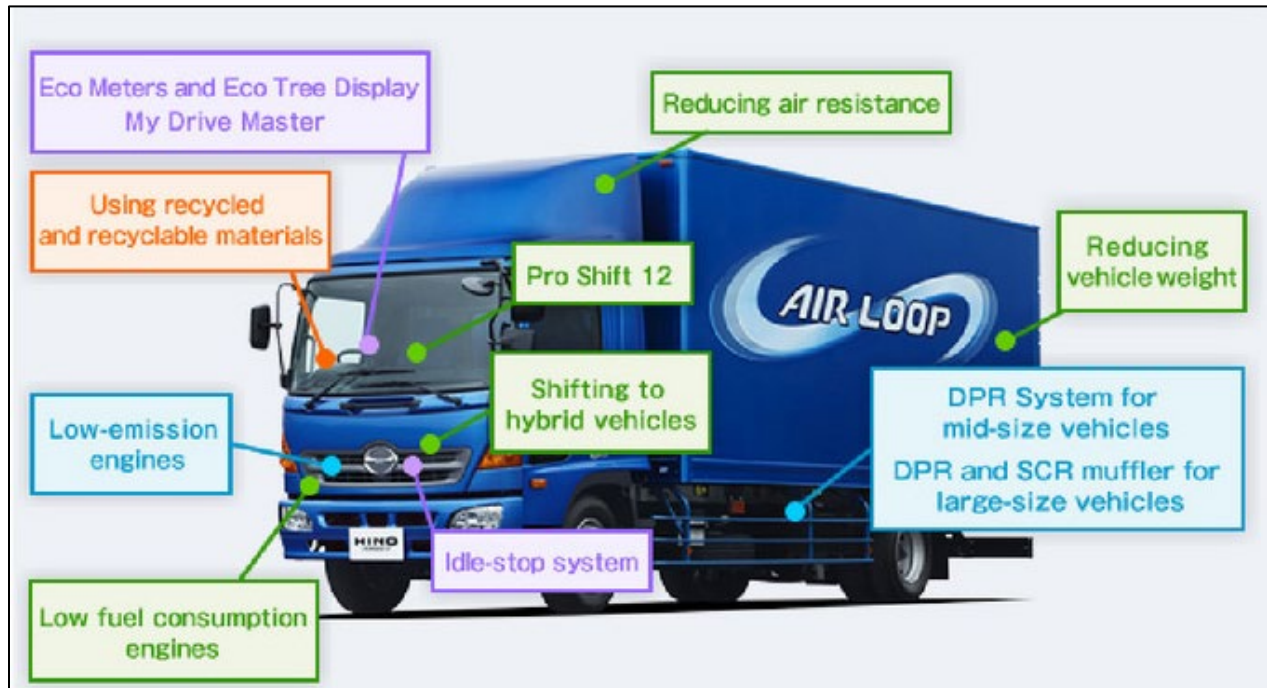 Eco Meters and Eco Tree Display
My Drive Master
Reducing air resistance
Using recycled
and recyclable materials
Pro Shift 12
Reducing
vehicle weight
AIR LOOP
Shifting to
hybrid vehicles
Low-emission
engines
DPR System for
mid-size vehicles
DPR and SCR muffler for
large-size vehicles
HINO
Idle-stop system
Low fuel consumption
engines